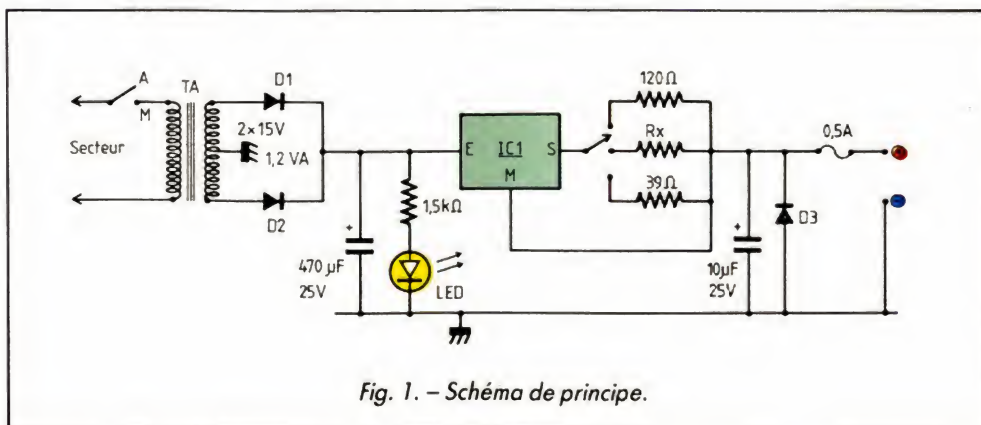 A
M
TA
Secteur
2×15V
1,2 VA
D1
D2
470 µF
25V
1,5kΩ
LED
E
IC1
S
M
120Ω
Rx
39Ω
10µF
25V
D3
0,5A
+
+
Fig. 1. – Schéma de principe.